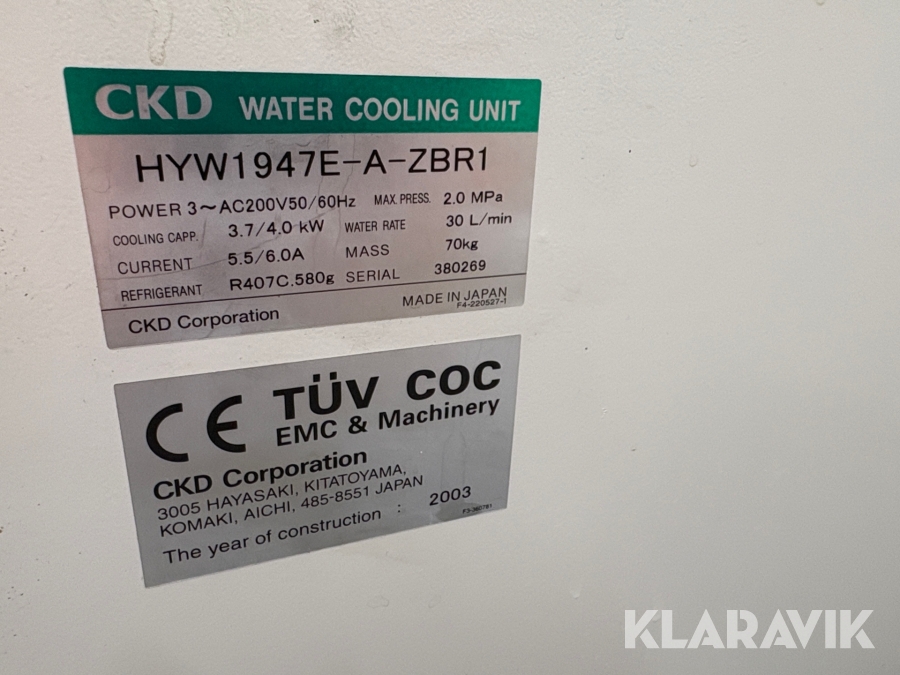 CKD WATER COOLING UNIT
HYW1947E-A-ZBR1
POWER 3~AC200V50/60Hz MAX. PRESS. 2.0 MPa
COOLING CAPP. 3.7/4.0 kW WATER RATE 30 L/min
CURRENT 5.5/6.0A MASS 70kg
REFRIGERANT R407C.580g SERIAL 380269
MADE IN JAPAN
F4-220527-1
CKD Corporation
CE TÜV COC
EMC & Machinery
CKD Corporation
3005 HAYASAKI, KITATOYAMA,
KOMAKI, AICHI, 485-8551 JAPAN
The year of construction : 2003
F3-360781
KLARAVIK